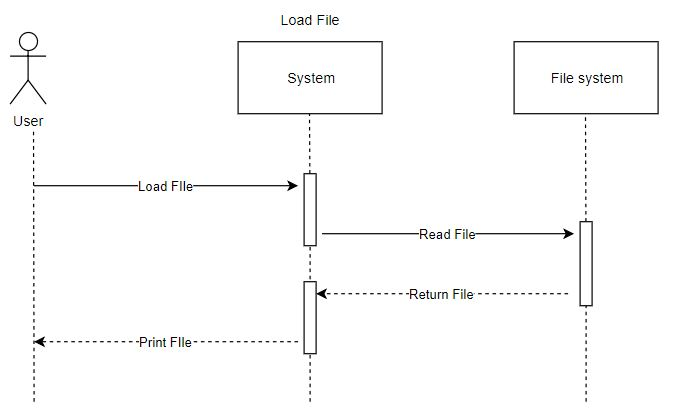 Load File
System
File system
User
Load FIle
Read File
Return File
Print FIle